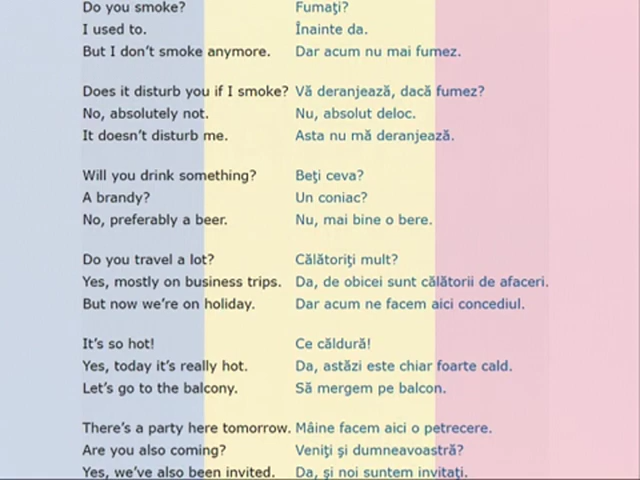 Do you smoke? Fumaţi?
I used to. Înainte da.
But I don't smoke anymore. Dar acum nu mai fumez.
Does it disturb you if I smoke? Vă deranjează, dacă fumez?
No, absolutely not. Nu, absolut deloc.
It doesn't disturb me. Asta nu mă deranjează.
Will you drink something? Beţi ceva?
A brandy? Un coniac?
No, preferably a beer. Nu, mai bine o bere.
Do you travel a lot? Călătoriţi mult?
Yes, mostly on business trips. Da, de obicei sunt călătorii de afaceri.
But now we're on holiday. Dar acum ne facem aici concediul.
It's so hot! Ce căldură!
Yes, today it's really hot. Da, astăzi este chiar foarte cald.
Let's go to the balcony. Să mergem pe balcon.
There's a party here tomorrow. Mâine facem aici o petrecere.
Are you also coming? Veniţi şi dumneavoastră?
Yes, we've also been invited. Da, şi noi suntem invitaţi.